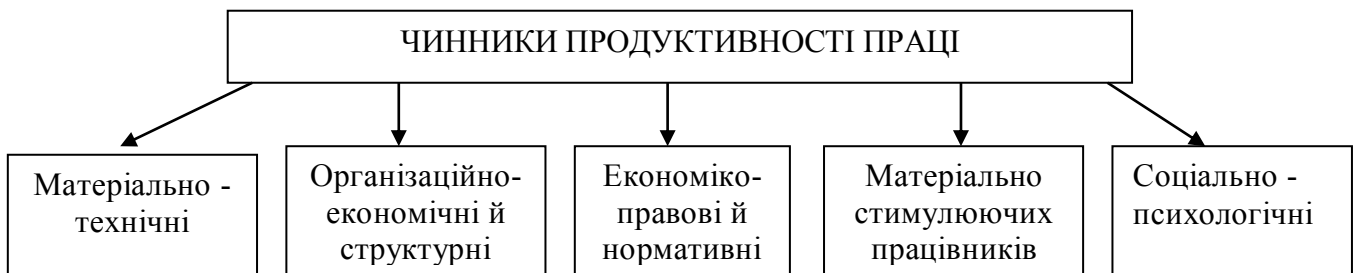 ЧИННИКИ ПРОДУКТИВНОСТІ ПРАЦІ
Матеріально -
технічні
Організаційно-
економічні й
структурні
Економіко-
правові й
нормативні
Матеріально
стимулюючих
працівників
Соціально -
психологічні